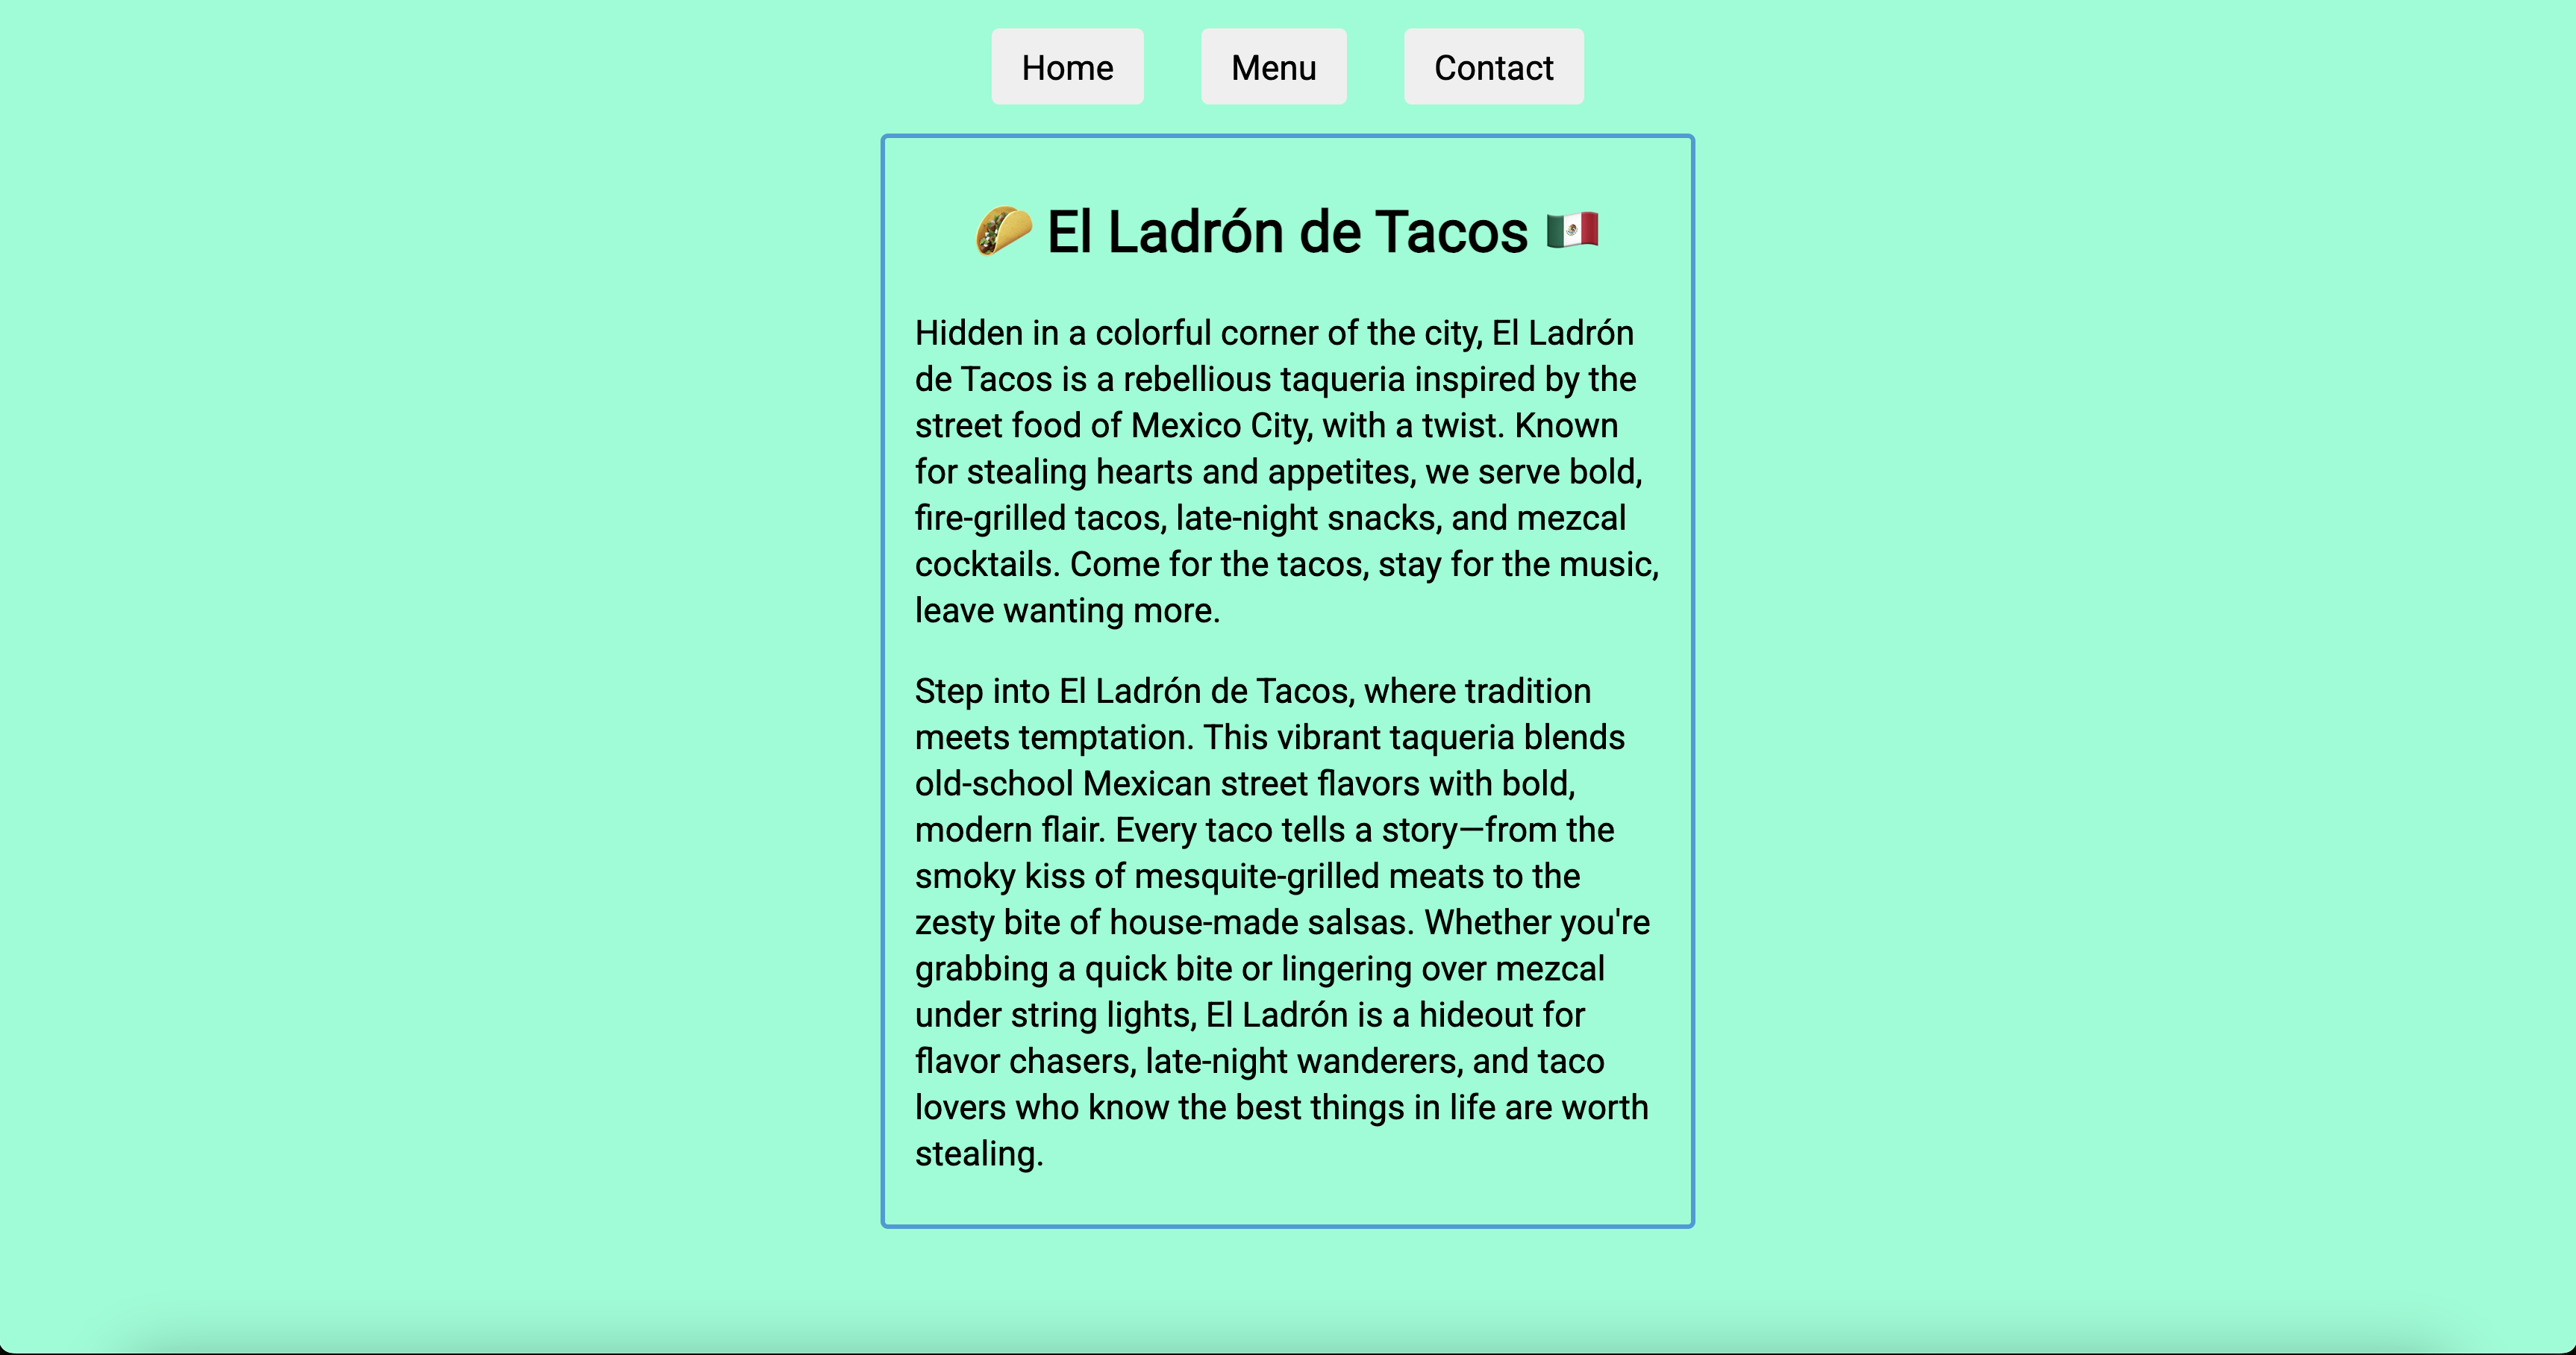 Home Menu Contact
🌮 El Ladrón de Tacos 🇲🇽
Hidden in a colorful corner of the city, El Ladrón
de Tacos is a rebellious taqueria inspired by the
street food of Mexico City, with a twist. Known
for stealing hearts and appetites, we serve bold,
fire-grilled tacos, late-night snacks, and mezcal
cocktails. Come for the tacos, stay for the music,
leave wanting more.
Step into El Ladrón de Tacos, where tradition
meets temptation. This vibrant taqueria blends
old-school Mexican street flavors with bold,
modern flair. Every taco tells a story—from the
smoky kiss of mesquite-grilled meats to the
zesty bite of house-made salsas. Whether you're
grabbing a quick bite or lingering over mezcal
under string lights, El Ladrón is a hideout for
flavor chasers, late-night wanderers, and taco
lovers who know the best things in life are worth
stealing.